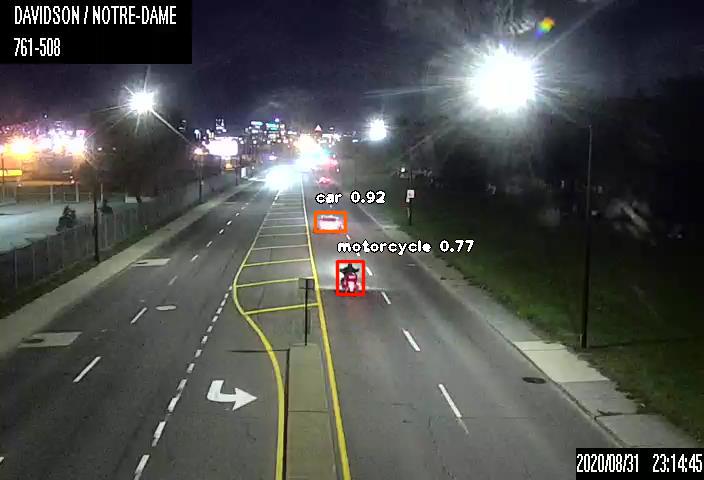 DAVIDSON / NOTRE-DAME
761-508
car 0.92
motorcycle 0.77
2020/08/31 23:14:45